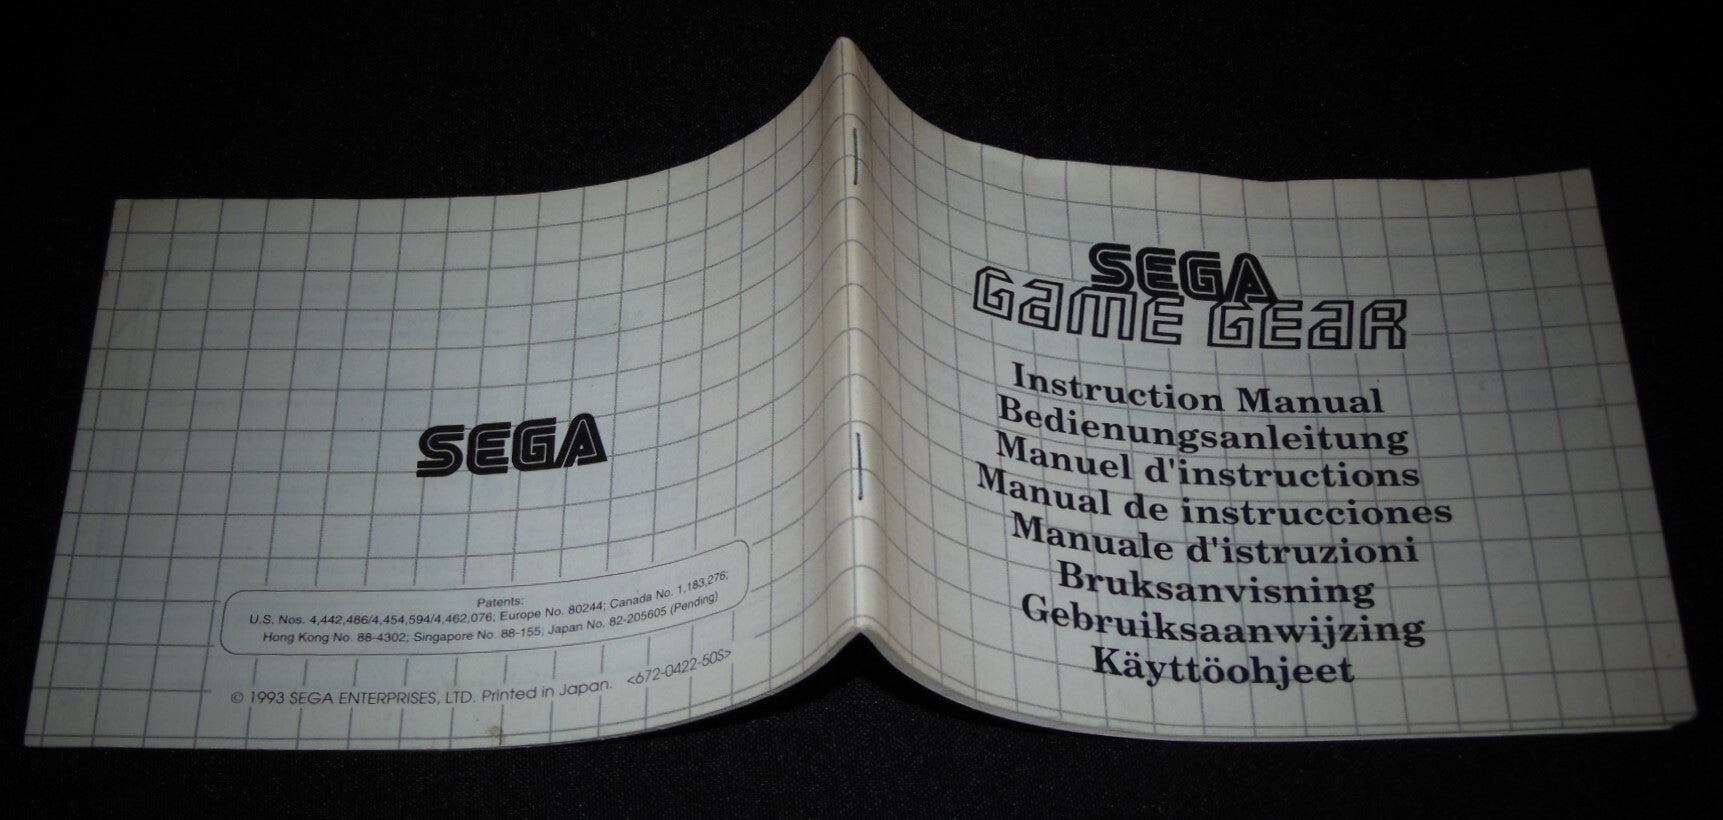 SEGA
Patents:
U.S. Nos. 4,442,486/4,454,594/4,462,076; Europe No. 80244; Canada No. 1,183,276;
Hong Kong No. 88-4302; Singapore No. 88-155; Japan No. 82-205605 (Pending)
© 1993 SEGA ENTERPRISES, LTD. Printed in Japan. <672-0422-50S>
SEGA
GAME GEAR
Instruction Manual
Bedienungsanleitung
Manuel d'instructions
Manual de instrucciones
Manuale d'istruzioni
Bruksanvisning
Gebruiksaanwijzing
Käyttöohjeet